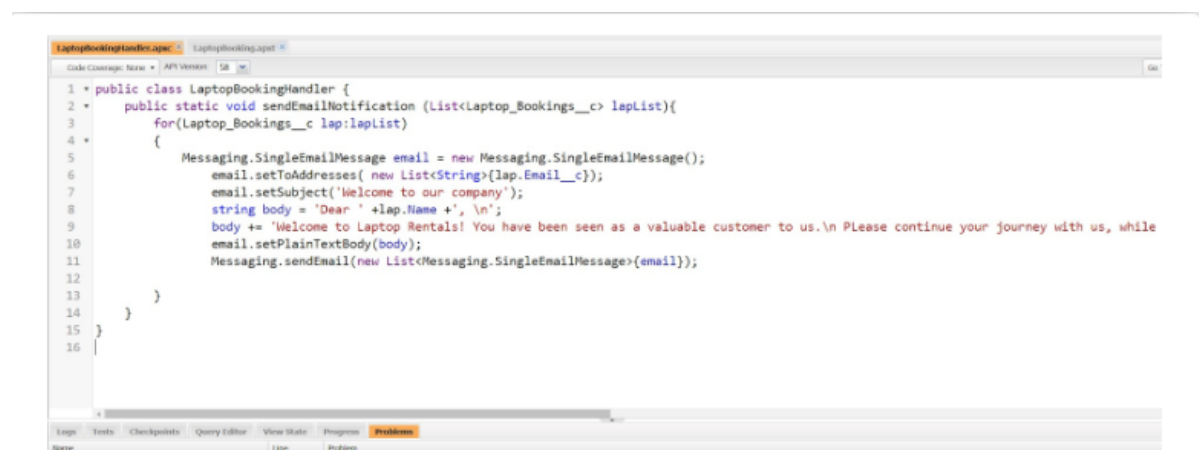 LaptopBookingHandler.apxc × LaptopBooking.apxt ×
Code Coverage: None ▾ API Version: 58 Go
1 public class LaptopBookingHandler {
2 public static void sendEmailNotification (List<Laptop_Bookings__c> lapList){
3 for(Laptop_Bookings__c lap:lapList)
4 {
5 Messaging.SingleEmailMessage email = new Messaging.SingleEmailMessage();
6 email.setToAddresses( new List<String>{lap.Email__c});
7 email.setSubject('Welcome to our company');
8 string body = 'Dear ' +lap.Name +', \n';
9 body += 'Welcome to Laptop Rentals! You have been seen as a valuable customer to us.\n PLease continue your journey with us, while
10 email.setPlainTextBody(body);
11 Messaging.sendEmail(new List<Messaging.SingleEmailMessage>{email});
12
13 }
14 }
15 }
16
Logs Tests Checkpoints Query Editor View State Progress Problems
Name Line Problem